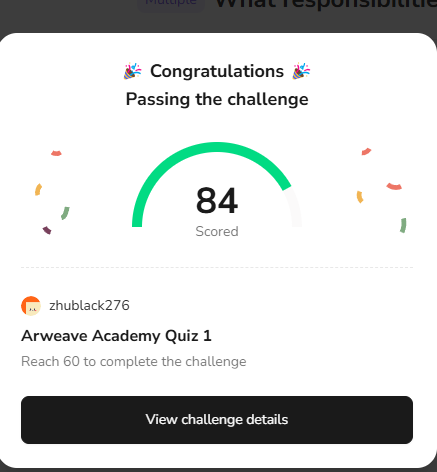 Multiple What responsibilitie
Congratulations
Passing the challenge
84
Scored
zhublack276
Arweave Academy Quiz 1
Reach 60 to complete the challenge
View challenge details